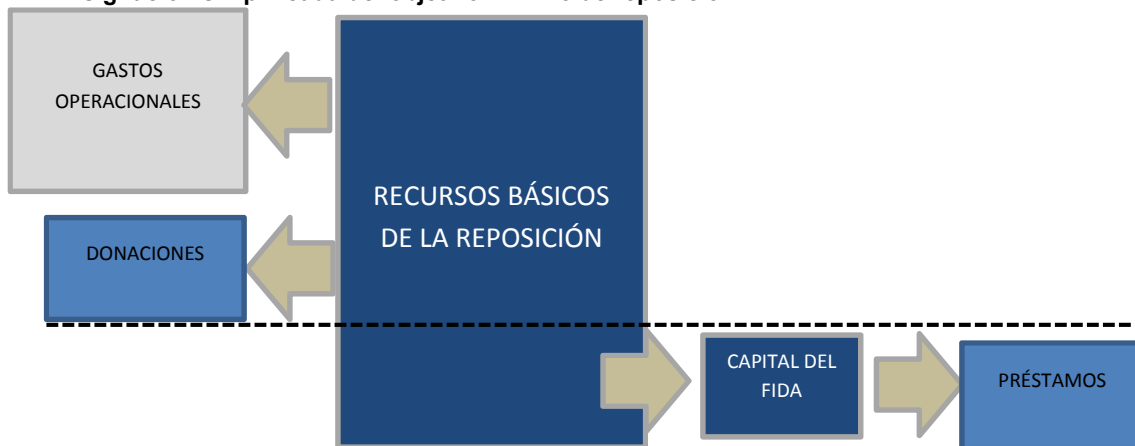 GASTOS
OPERACIONALES
RECURSOS BÁSICOS
DE LA REPOSICIÓN
DONACIONES
CAPITAL DEL
FIDA
PRÉSTAMOS